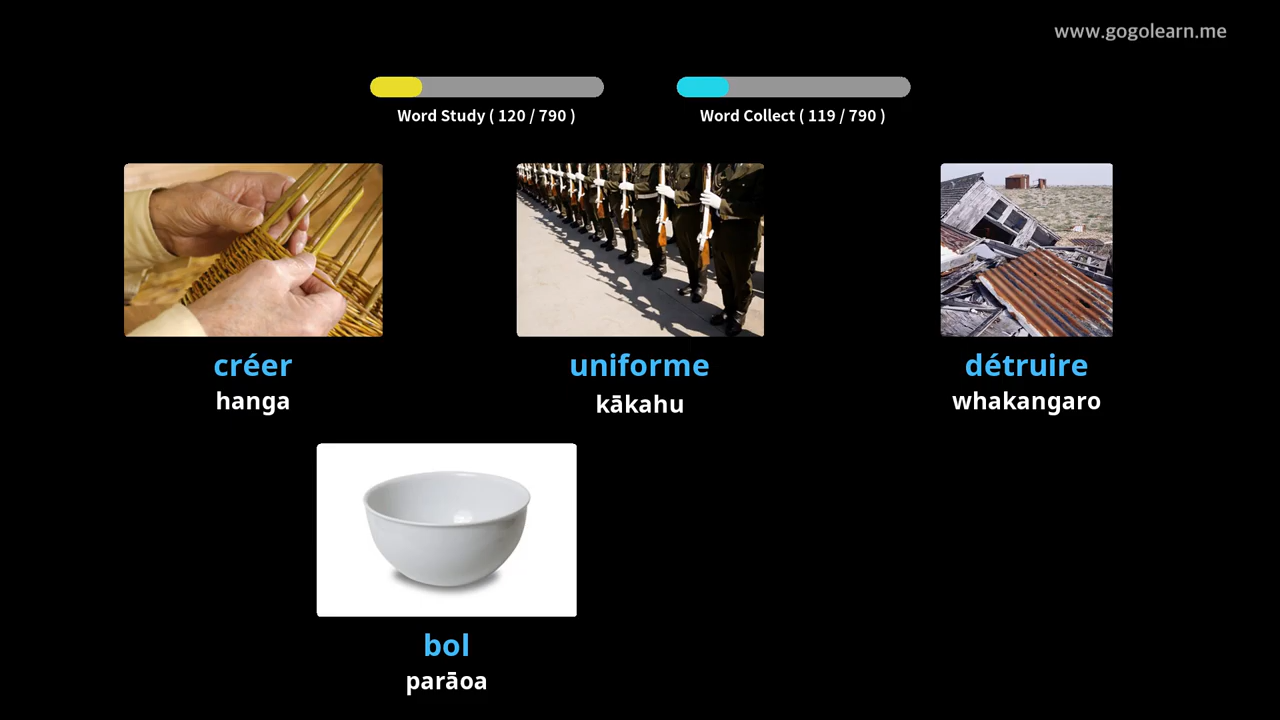 www.gogolearn.me
Word Study ( 120 / 790 )
Word Collect ( 119 / 790 )
créer
hanga
uniforme
kākahu
détruire
whakangaro
bol
parāoa